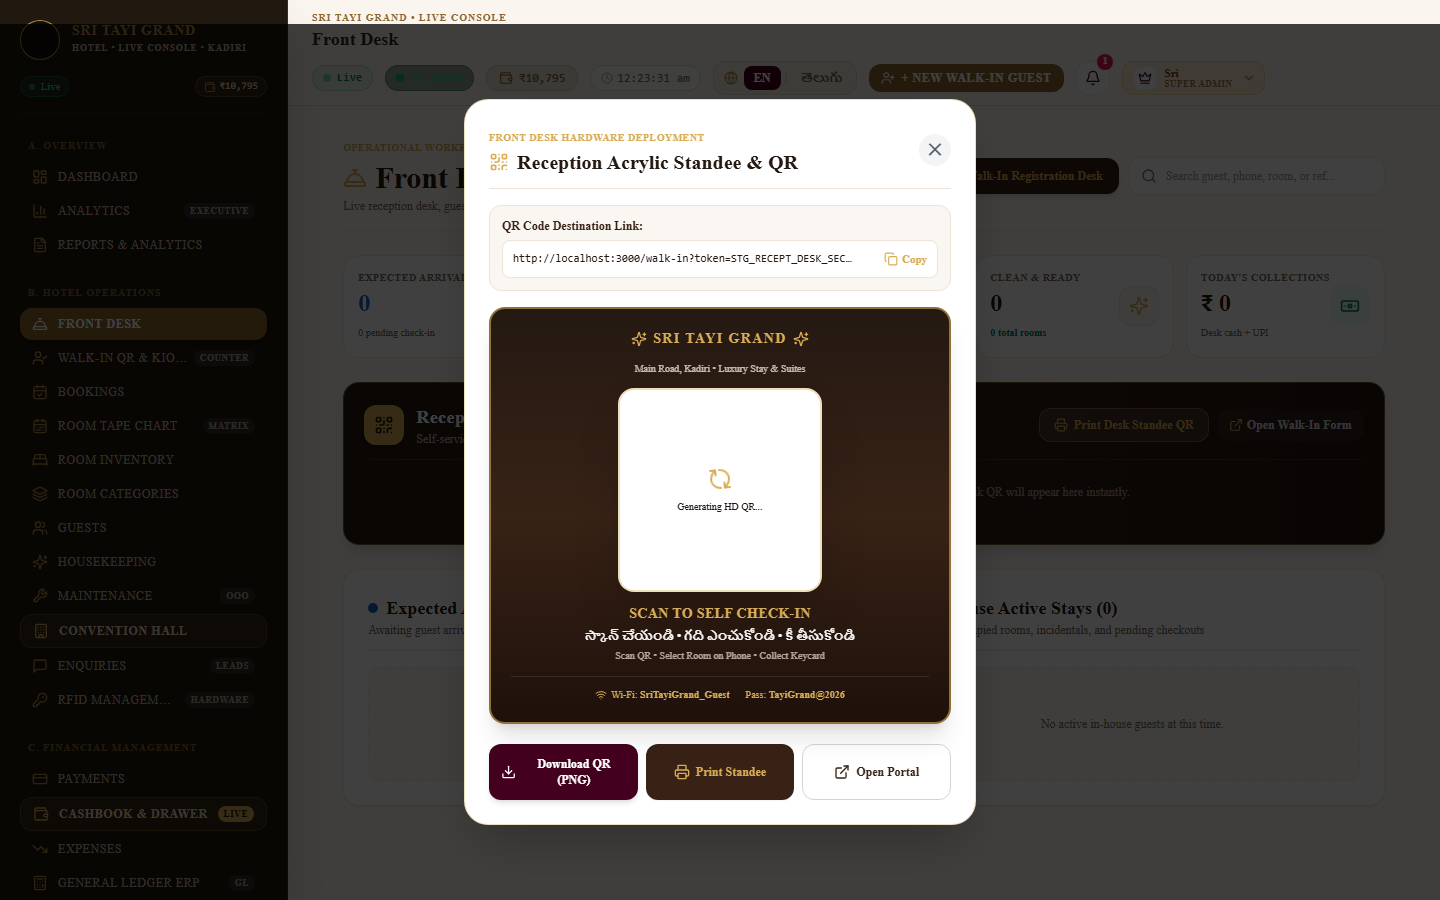 SRI TAYI GRAND • LIVE CONSOLE
Front Desk
SRI TAYI GRAND
HOTEL • LIVE CONSOLE • KADIRI
Live
₹10,795
Live
₹10,795
12:23:31 am
EN
తెలుగు
+ NEW WALK-IN GUEST
1
Sri
SUPER ADMIN
A. OVERVIEW
DASHBOARD
ANALYTICS
EXECUTIVE
REPORTS & ANALYTICS
B. HOTEL OPERATIONS
FRONT DESK
WALK-IN QR & KIO...
COUNTER
BOOKINGS
ROOM TAPE CHART
MATRIX
ROOM INVENTORY
ROOM CATEGORIES
GUESTS
HOUSEKEEPING
MAINTENANCE
OOO
CONVENTION HALL
ENQUIRIES
LEADS
RFID MANAGEM...
HARDWARE
C. FINANCIAL MANAGEMENT
PAYMENTS
CASHBOOK & DRAWER
LIVE
EXPENSES
GENERAL LEDGER ERP
GL
OPERATIONAL
Front
Live reception desk,
Walk-In Registration Desk
Search guest, phone, room, or ref...
EXPECTED
0
0 pending check-in
CLEAN & READY
0
0 total rooms
TODAY'S COLLECTIONS
₹ 0
Desk cash + UPI
Print Desk Standee QR
Open Walk-In Form
QR will appear here instantly.
Expected
Awaiting guest
Active Stays (0)
rooms, incidentals, and pending checkouts
No active in-house guests at this time.
FRONT DESK HARDWARE DEPLOYMENT
Reception Acrylic Standee & QR
QR Code Destination Link:
http://localhost:3000/walk-in?token=STG_RECEPT_DESK_SEC…
Copy
SRI TAYI GRAND
Main Road, Kadiri • Luxury Stay & Suites
Generating HD QR...
SCAN TO SELF CHECK-IN
స్కాన్ చేయండి • గది ఎంచుకోండి • కీ తీసుకోండి
Scan QR • Select Room on Phone • Collect Keycard
Wi-Fi: SriTayiGrand_Guest Pass: TayiGrand@2026
Download QR
(PNG)
Print Standee
Open Portal